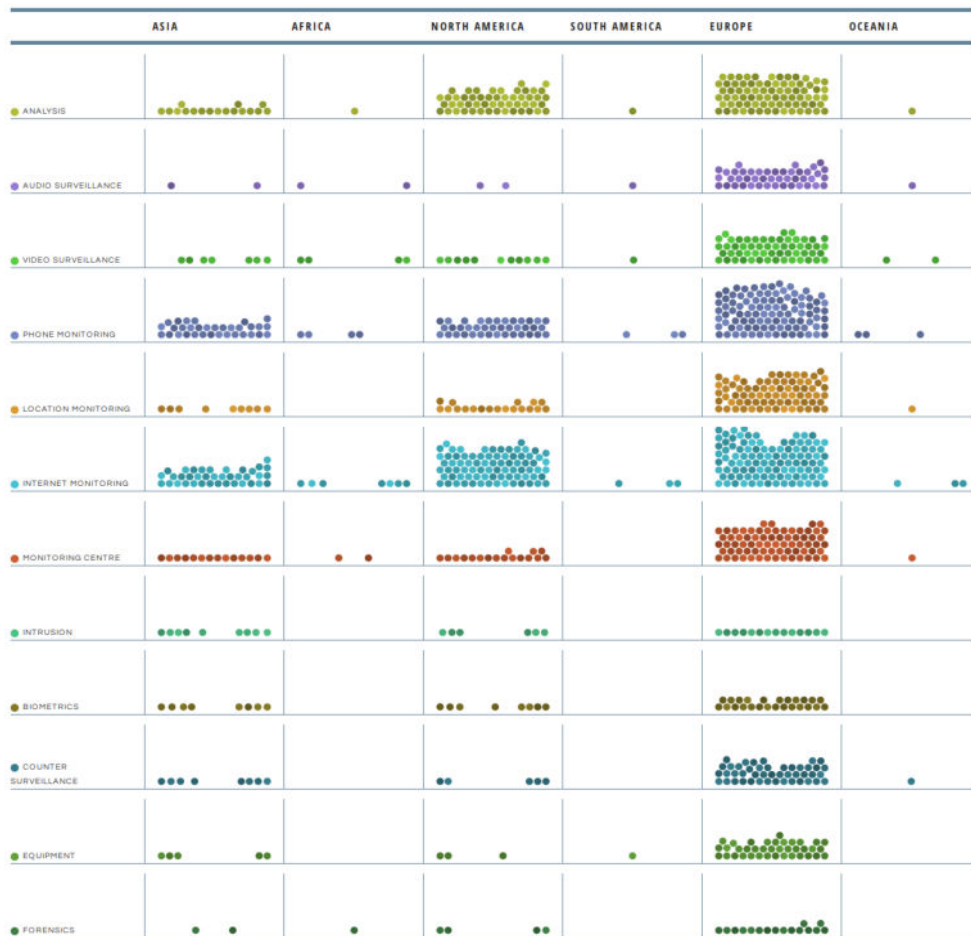 ASIA AFRICA NORTH AMERICA SOUTH AMERICA EUROPE OCEANIA
ANALYSIS
AUDIO SURVEILLANCE
VIDEO SURVEILLANCE
PHONE MONITORING
LOCATION MONITORING
INTERNET MONITORING
MONITORING CENTRE
INTRUSION
BIOMETRICS
COUNTER
SURVEILLANCE
EQUIPMENT
FORENSICS